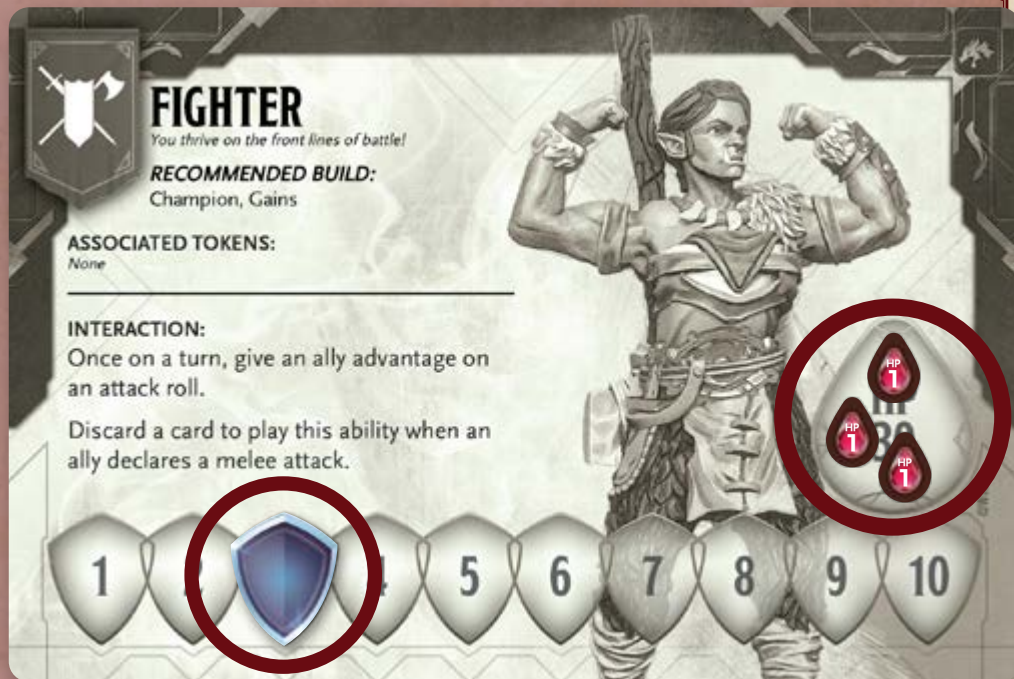 FIGHTER
You thrive on the front lines of battle!
RECOMMENDED BUILD:
Champion, Gains
ASSOCIATED TOKENS:
None
INTERACTION:
Once on a turn, give an ally advantage on
an attack roll.
Discard a card to play this ability when an
ally declares a melee attack.
HP
1
HP
1
HP
1
1 2 4 5 6 7 8 9 10